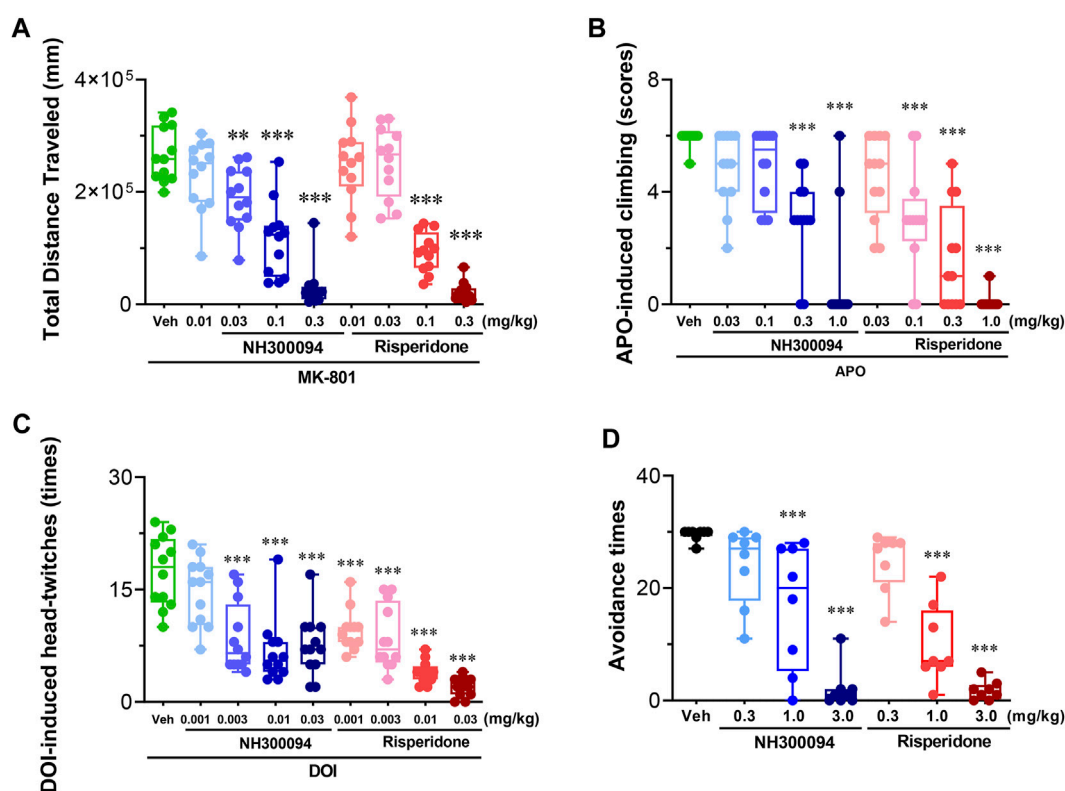 A
Total Distance Traveled (mm)
4×10⁵
2×10⁵
0
** *** *** *** ***
Veh 0.01 0.03 0.1 0.3 0.01 0.03 0.1 0.3 (mg/kg)
NH300094 Risperidone
MK-801
B
APO-induced climbing (scores)
8
6
4
2
0
*** *** *** *** ***
Veh 0.03 0.1 0.3 1.0 0.03 0.1 0.3 1.0 (mg/kg)
NH300094 Risperidone
APO
C
DOI-induced head-twitches (times)
30
15
0
*** *** *** *** *** *** ***
Veh 0.001 0.003 0.01 0.03 0.001 0.003 0.01 0.03 (mg/kg)
NH300094 Risperidone
DOI
D
Avoidance times
40
20
0
*** *** *** ***
Veh 0.3 1.0 3.0 0.3 1.0 3.0 (mg/kg)
NH300094 Risperidone